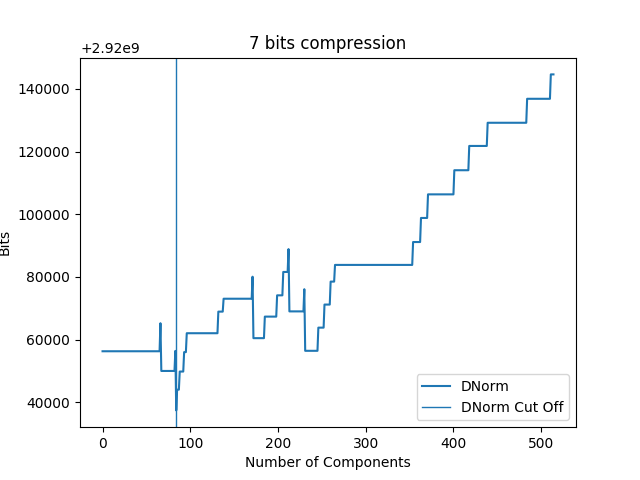 7 bits compression
+2.92e9
140000
120000
100000
80000
60000
40000
Bits
0 100 200 300 400 500
Number of Components
DNorm
DNorm Cut Off